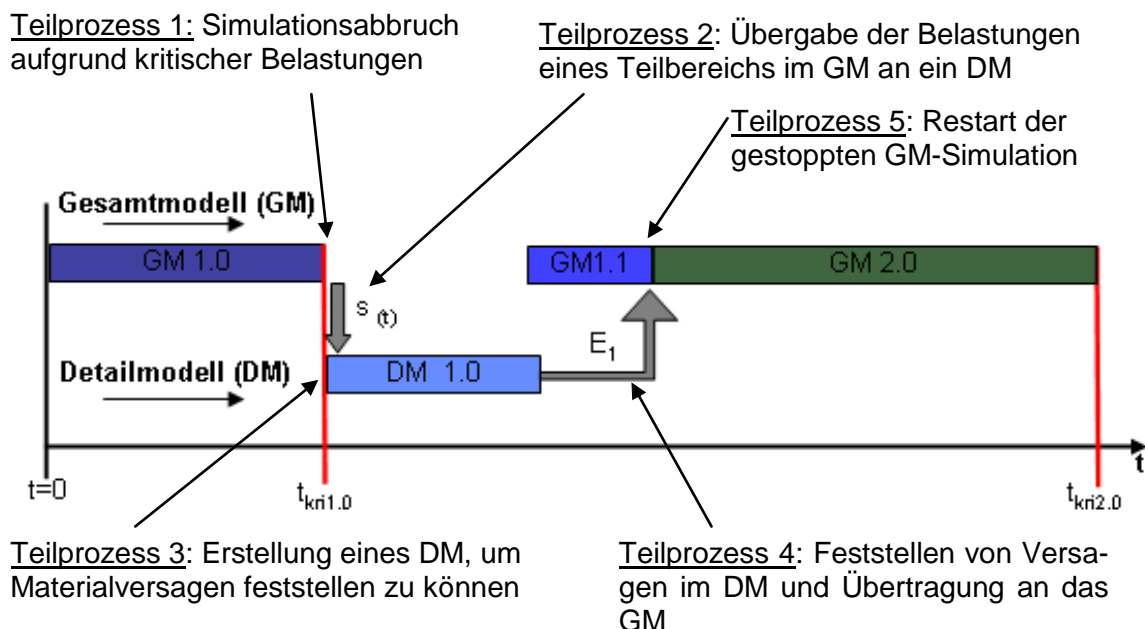 Teilprozess 1: Simulationsabbruch
aufgrund kritischer Belastungen
Teilprozess 2: Übergabe der Belastungen
eines Teilbereichs im GM an ein DM
Teilprozess 5: Restart der
gestoppten GM-Simulation
Gesamtmodell (GM)
GM 1.0
GM1.1
GM 2.0
s (t)
E1
Detailmodell (DM)
DM 1.0
t
t=0
tkri1.0
tkri2.0
Teilprozess 3: Erstellung eines DM, um
Materialversagen feststellen zu können
Teilprozess 4: Feststellen von Versa-
gen im DM und Übertragung an das
GM